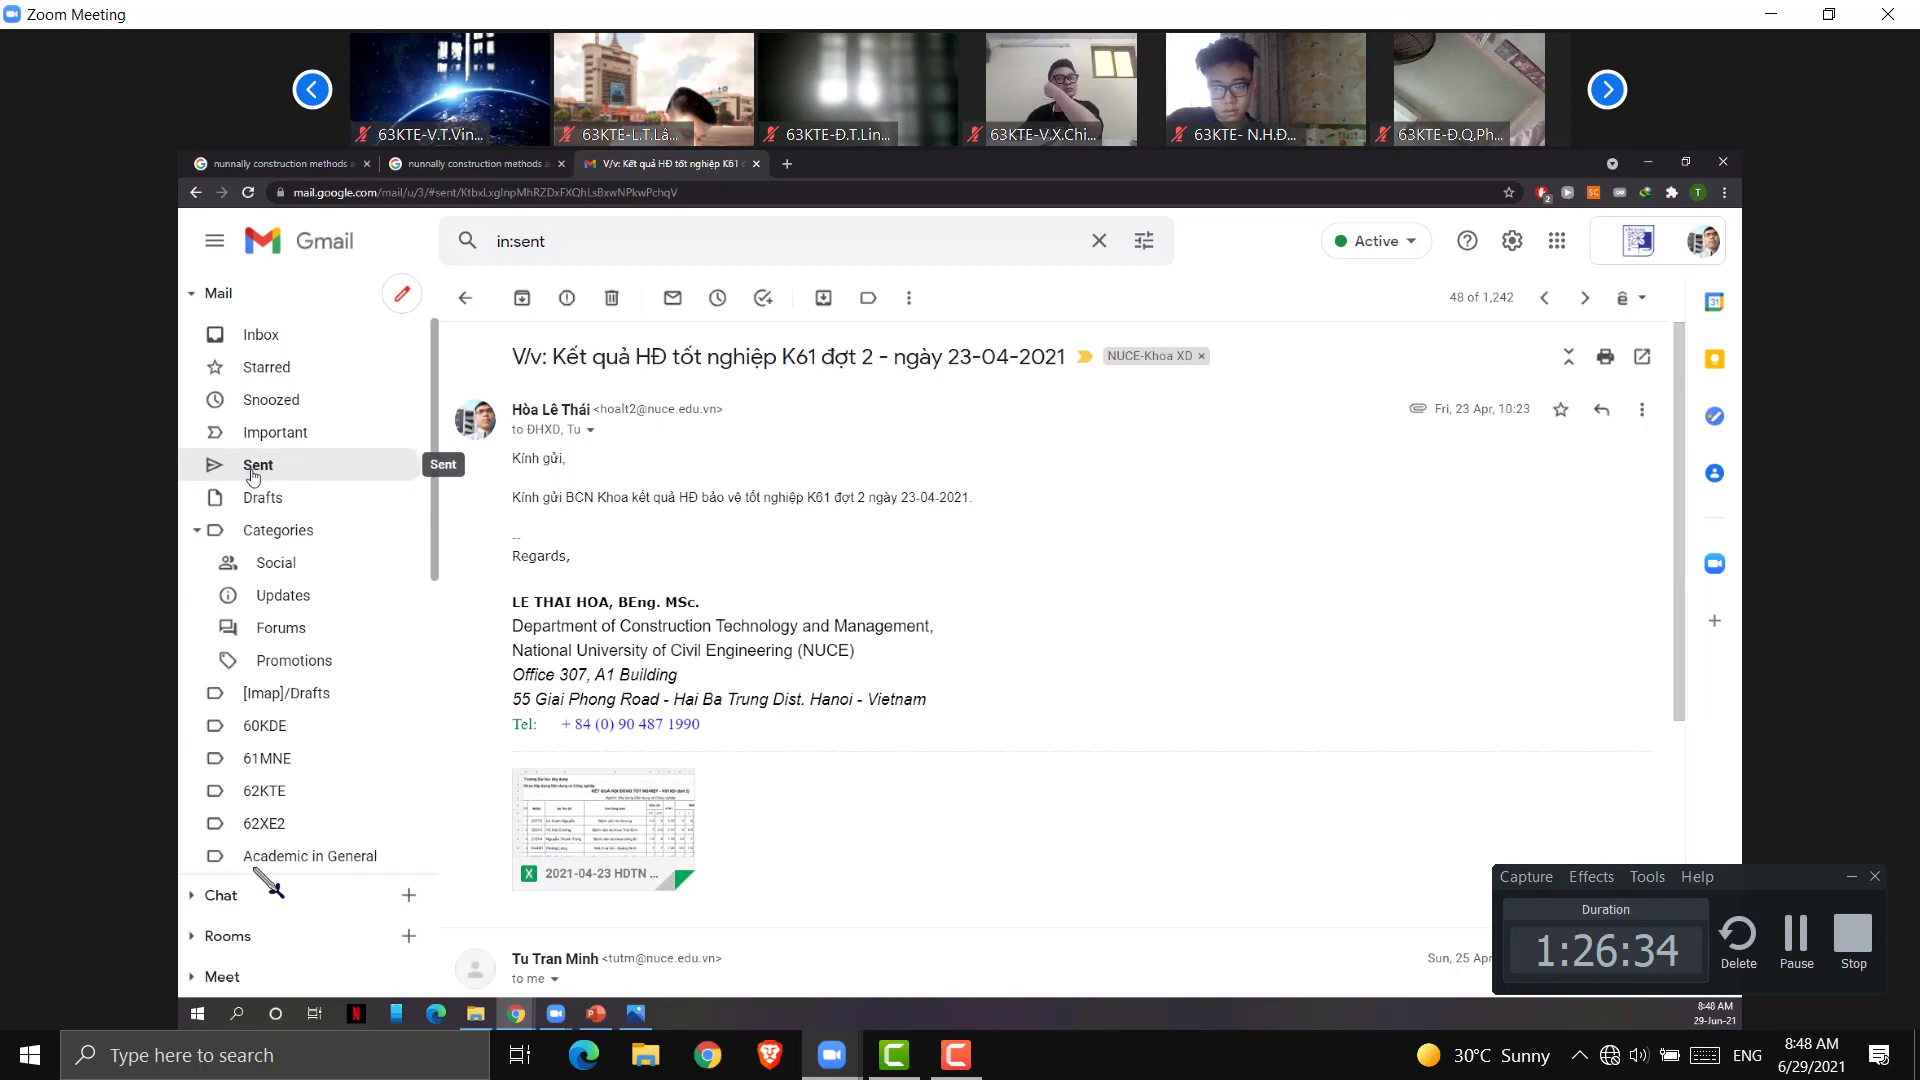 Zoom Meeting
63KTE-V.T.Vin...
63KTE-L.T.Lâ...
63KTE-Đ.T.Lin...
63KTE-V.X.Chi...
63KTE- N.H.Đ...
63KTE-Đ.Q.Ph...
nunnally construction methods a
nunnally construction methods a
V/v: Kết quả HĐ tốt nghiệp K61 đ
mail.google.com/mail/u/3/#sent/KtbxLxglnpMhRZDxFXQhLsBxwNPkwPchqV
Gmail
in:sent
Active
Mail
48 of 1,242
Inbox
Starred
Snoozed
Important
Sent
Sent
Drafts
Categories
Social
Updates
Forums
Promotions
[Imap]/Drafts
60KDE
61MNE
62KTE
62XE2
Academic in General
Chat
Rooms
Meet
V/v: Kết quả HĐ tốt nghiệp K61 đợt 2 - ngày 23-04-2021
NUCE-Khoa XD
Hòa Lê Thái <hoalt2@nuce.edu.vn>
Fri, 23 Apr, 10:23
to ĐHXD, Tu
Kính gửi,
Kính gửi BCN Khoa kết quả HĐ bảo vệ tốt nghiệp K61 đợt 2 ngày 23-04-2021.
--
Regards,
LE THAI HOA, BEng. MSc.
Department of Construction Technology and Management,
National University of Civil Engineering (NUCE)
Office 307, A1 Building
55 Giai Phong Road - Hai Ba Trung Dist. Hanoi - Vietnam
Tel: + 84 (0) 90 487 1990
2021-04-23 HDTN ...
Tu Tran Minh <tutm@nuce.edu.vn>
Sun, 25 Apr
to me
Capture Effects Tools Help
Duration
1:26:34
Delete
Pause
Stop
8:48 AM
29-Jun-21
Type here to search
30°C Sunny
ENG
8:48 AM
6/29/2021